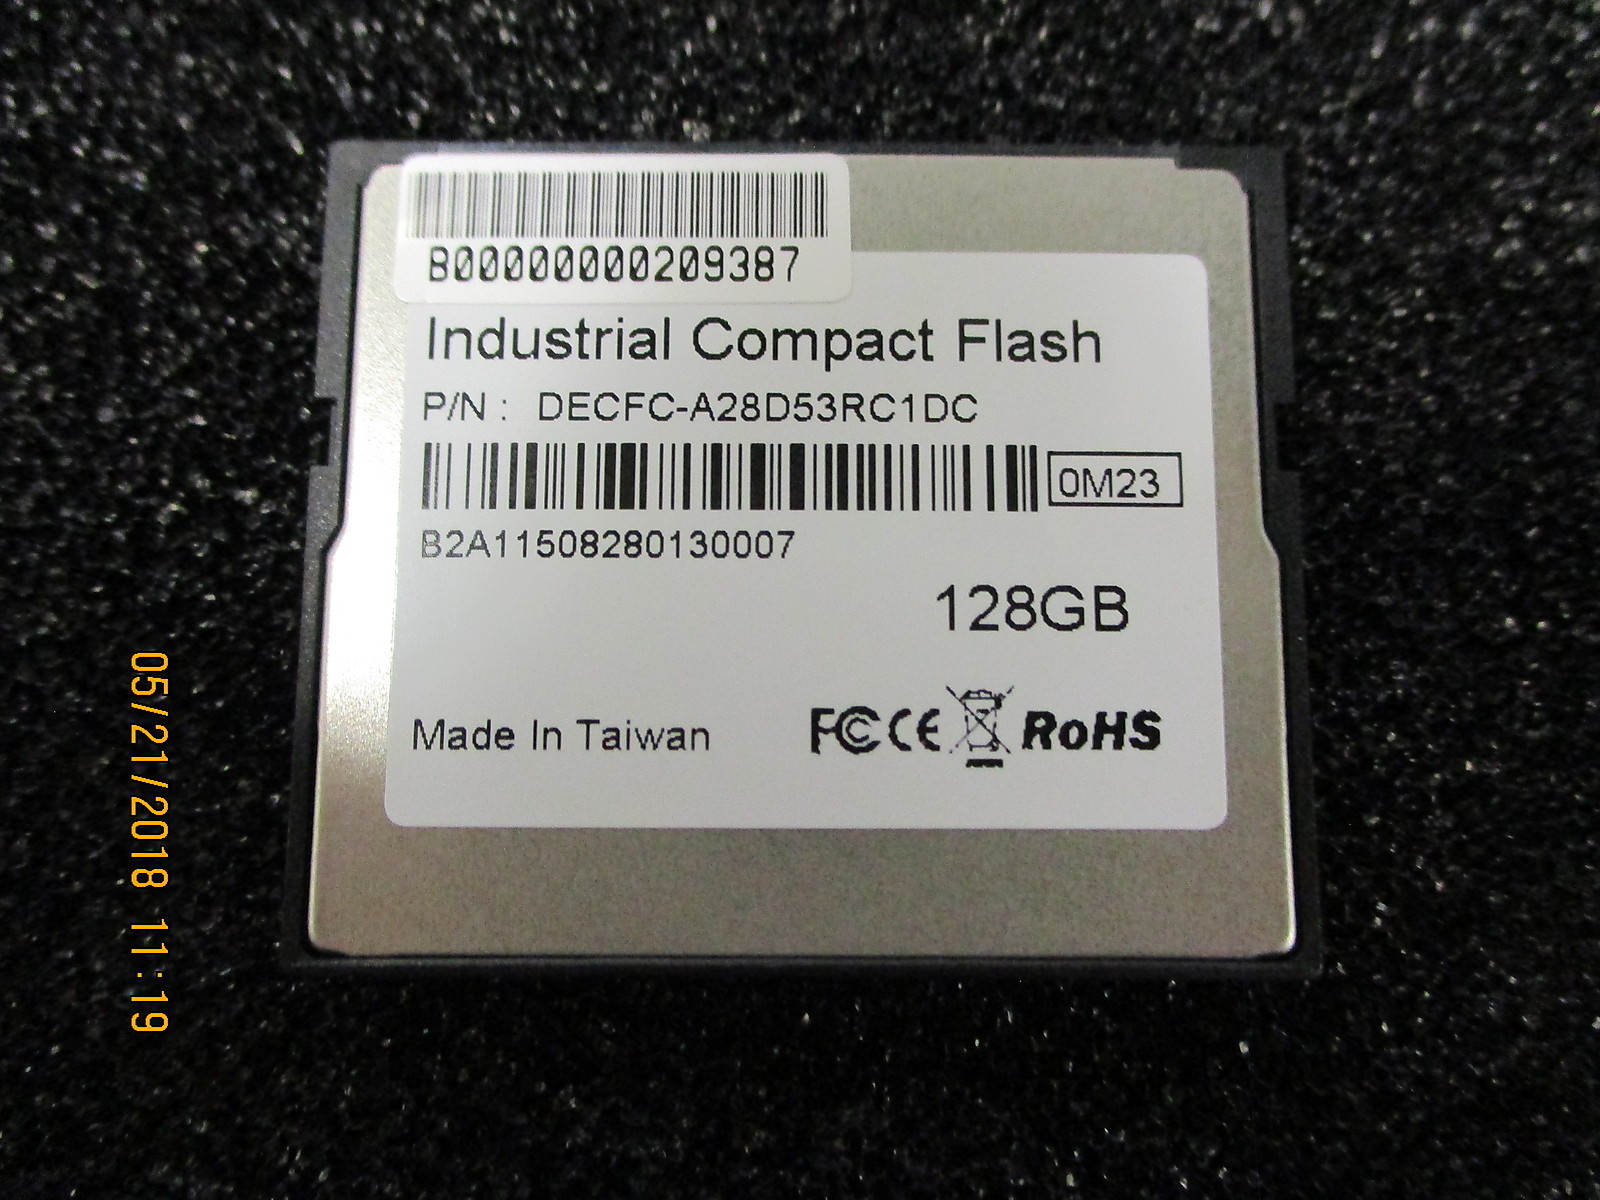 B00000000209387
Industrial Compact Flash
P/N : DECFC-A28D53RC1DC
0M23
B2A11508280130007
128GB
Made In Taiwan
FC CE RoHS
05/21/2018 11:19